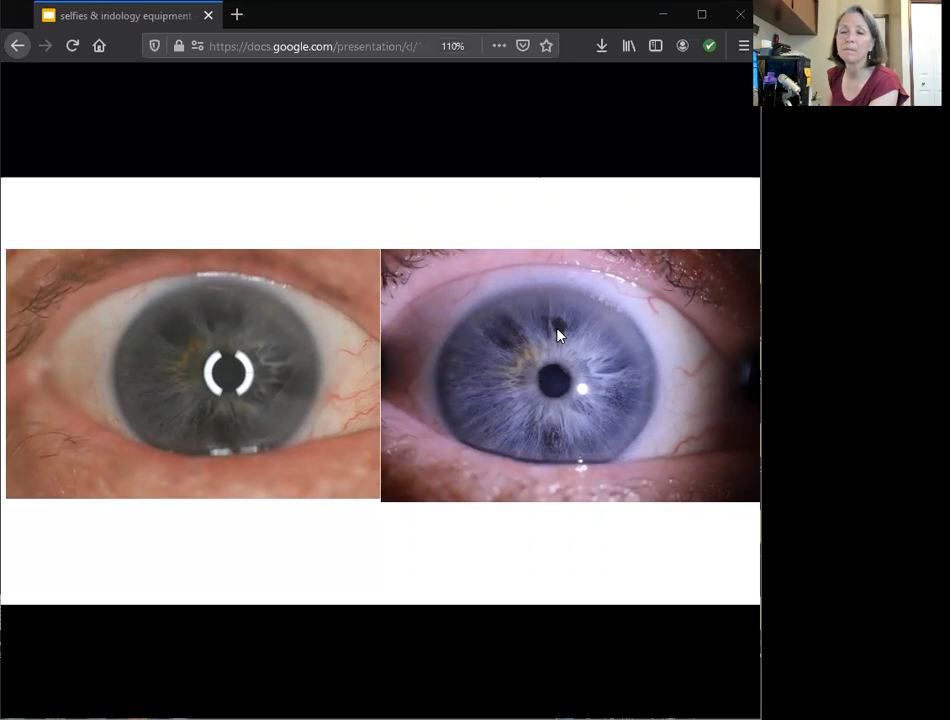 selfies & iridology equipment -
https://docs.google.com/presentation/d/
110%